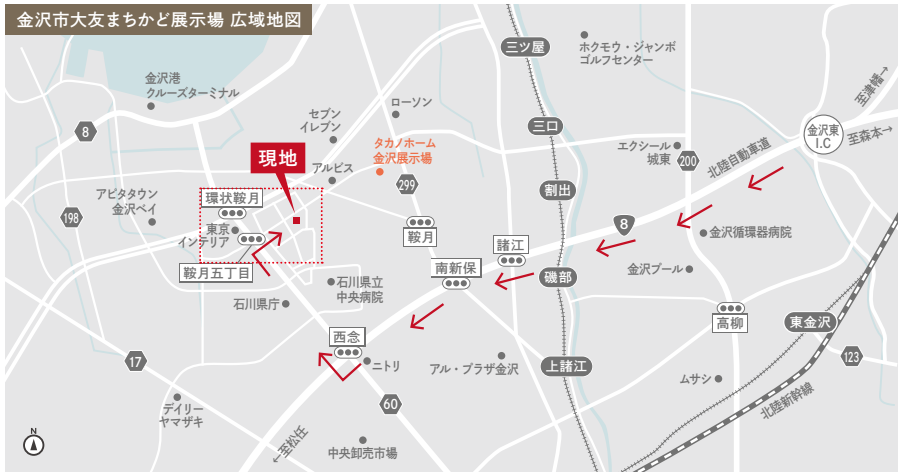 金沢市大友まちかど展示場 広域地図
三ツ屋
ホクモウ・ジャンボ
ゴルフセンター
至津幡→
金沢港
クルーズターミナル
8
セブン
イレブン
ローソン
三口
金沢東
I.C
至森本→
タカノホーム
金沢展示場
エクシール
城東
200
北陸自動車道
現地
アルビス
299
割出
アピタタウン
金沢ベイ
環状鞍月
198
東京
インテリア
鞍月
諸江
8
金沢循環器病院
鞍月五丁目
石川県立
中央病院
南新保
磯部
金沢プール
石川県庁
高柳
東金沢
西念
17
ニトリ
アル・プラザ金沢
上諸江
123
ムサシ
デイリー
ヤマザキ
60
北陸新幹線
N
←至松任
中央卸売市場